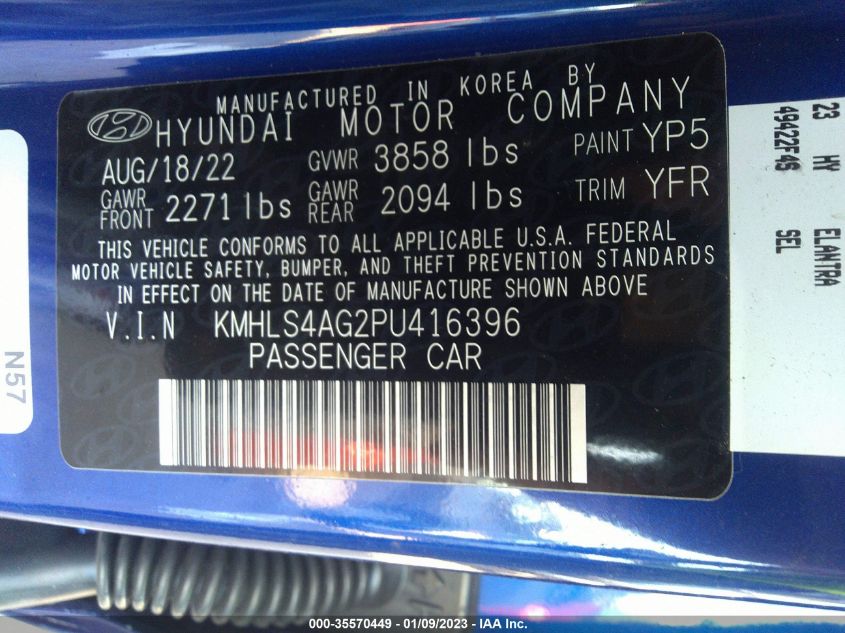 MANUFACTURED IN KOREA BY
HYUNDAI MOTOR COMPANY
AUG/18/22 GVWR 3858 lbs PAINT YP5
GAWR FRONT 2271 lbs GAWR REAR 2094 lbs TRIM YFR
THIS VEHICLE CONFORMS TO ALL APPLICABLE U.S.A. FEDERAL
MOTOR VEHICLE SAFETY, BUMPER, AND THEFT PREVENTION STANDARDS
IN EFFECT ON THE DATE OF MANUFACTURE SHOWN ABOVE
V.I.N KMHLS4AG2PU416396
PASSENGER CAR
N57
23 HY ELANTRA
49422F4S SEL
000-35570449 - 01/09/2023 - IAA Inc.